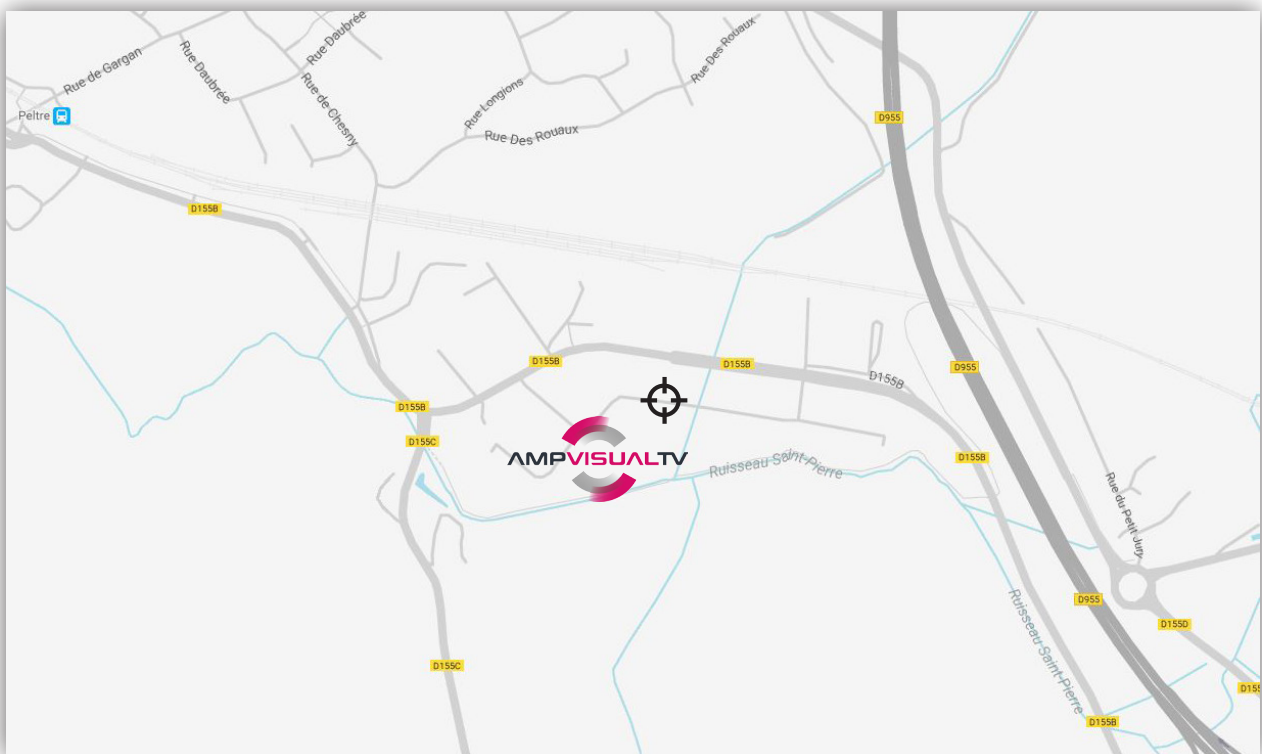 Rue Daubrée
Rue Des Rouaux
Rue de Gargan
Rue Daubrée
Rue de Chesny
Rue Longions
Peltre
D955
Rue Des Rouaux
D155B
D155B
D155B
D955
D155B
D155B
D155C
AMPVISUALTV
Ruisseau Saint-Pierre
D155B
Rue du Petit Jury
D955
Ruisseau Saint-Pierre
D155D
D155C
D155
D155B